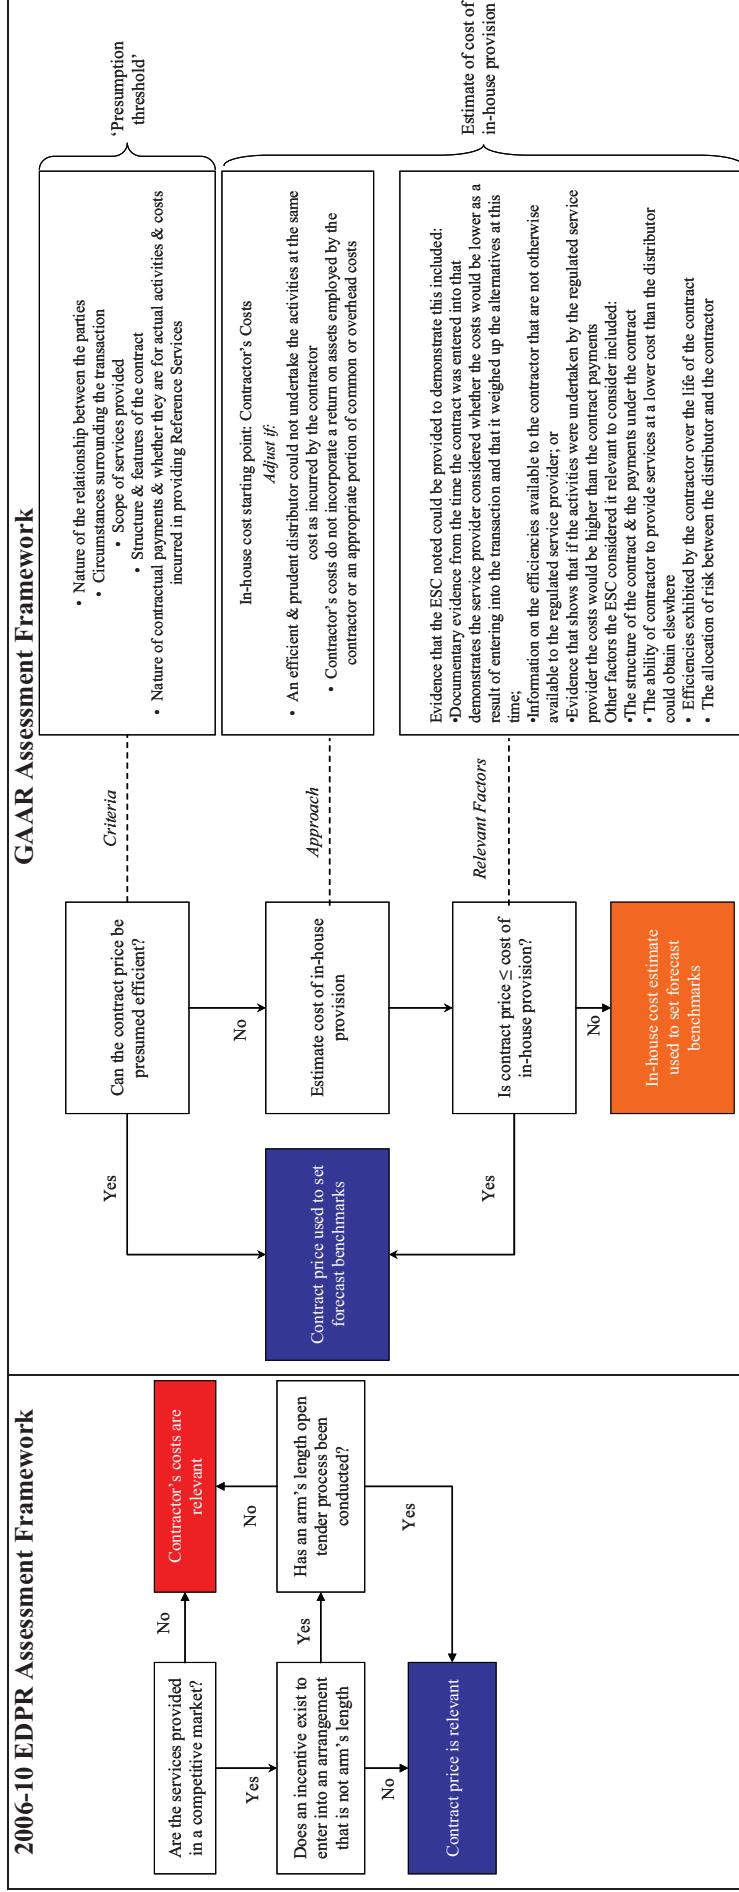 2006-10 EDPR Assessment Framework
Are the services provided
in a competitive market?
No
Contractor's costs are
relevant
Yes
Does an incentive exist to
enter into an arrangement
that is not arm's length
Yes
Has an arm's length open
tender process been
conducted?
No
No
Yes
Contract price is relevant
GAAR Assessment Framework
Can the contract price be
presumed efficient?
Yes
No
Contract price used to set
forecast benchmarks
Estimate cost of in-house
provision
Is contract price ≤ cost of
in-house provision?
Yes
No
In-house cost estimate
used to set forecast
benchmarks
Criteria
• Nature of the relationship between the parties
• Circumstances surrounding the transaction
• Scope of services provided
• Structure & features of the contract
• Nature of contractual payments & whether they are for actual activities & costs
incurred in providing Reference Services
'Presumption
threshold'
Approach
In-house cost starting point: Contractor's Costs
Adjust if:
• An efficient & prudent distributor could not undertake the activities at the same
cost as incurred by the contractor
• Contractor's costs do not incorporate a return on assets employed by the
contractor or an appropriate portion of common or overhead costs
Relevant Factors
Evidence that the ESC noted could be provided to demonstrate this included:
•Documentary evidence from the time the contract was entered into that
demonstrates the service provider considered whether the costs would be lower as a
result of entering into the transaction and that it weighed up the alternatives at this
time;
•Information on the efficiencies available to the contractor that are not otherwise
available to the regulated service provider; or
•Evidence that shows that if the activities were undertaken by the regulated service
provider the costs would be higher than the contract payments
Other factors the ESC considered it relevant to consider included:
•The structure of the contract & the payments under the contract
• The ability of contractor to provide services at a lower cost than the distributor
could obtain elsewhere
• Efficiencies exhibited by the contractor over the life of the contract
• The allocation of risk between the distributor and the contractor
Estimate of cost of
in-house provision